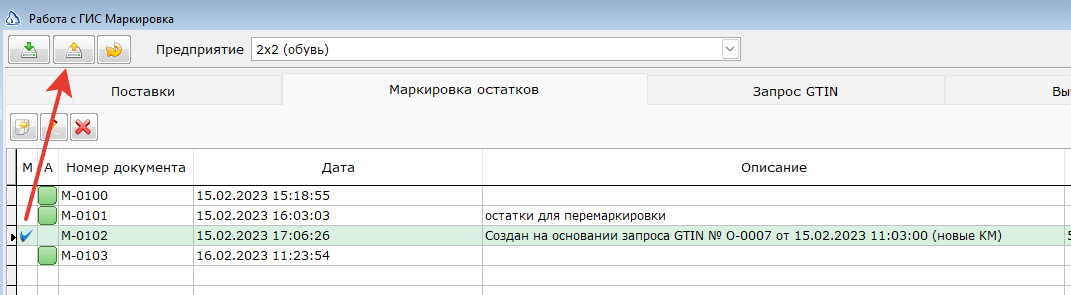 Работа с ГИС Маркировка
Предприятие 2x2 (обувь)
Поставки Маркировка остатков Запрос GTIN Вы
М А Номер документа Дата Описание
М-0100 15.02.2023 15:18:55
М-0101 15.02.2023 16:03:03 остатки для перемаркировки
М-0102 15.02.2023 17:06:26 Создан на основании запроса GTIN № О-0007 от 15.02.2023 11:03:00 (новые КМ) 5
М-0103 16.02.2023 11:23:54